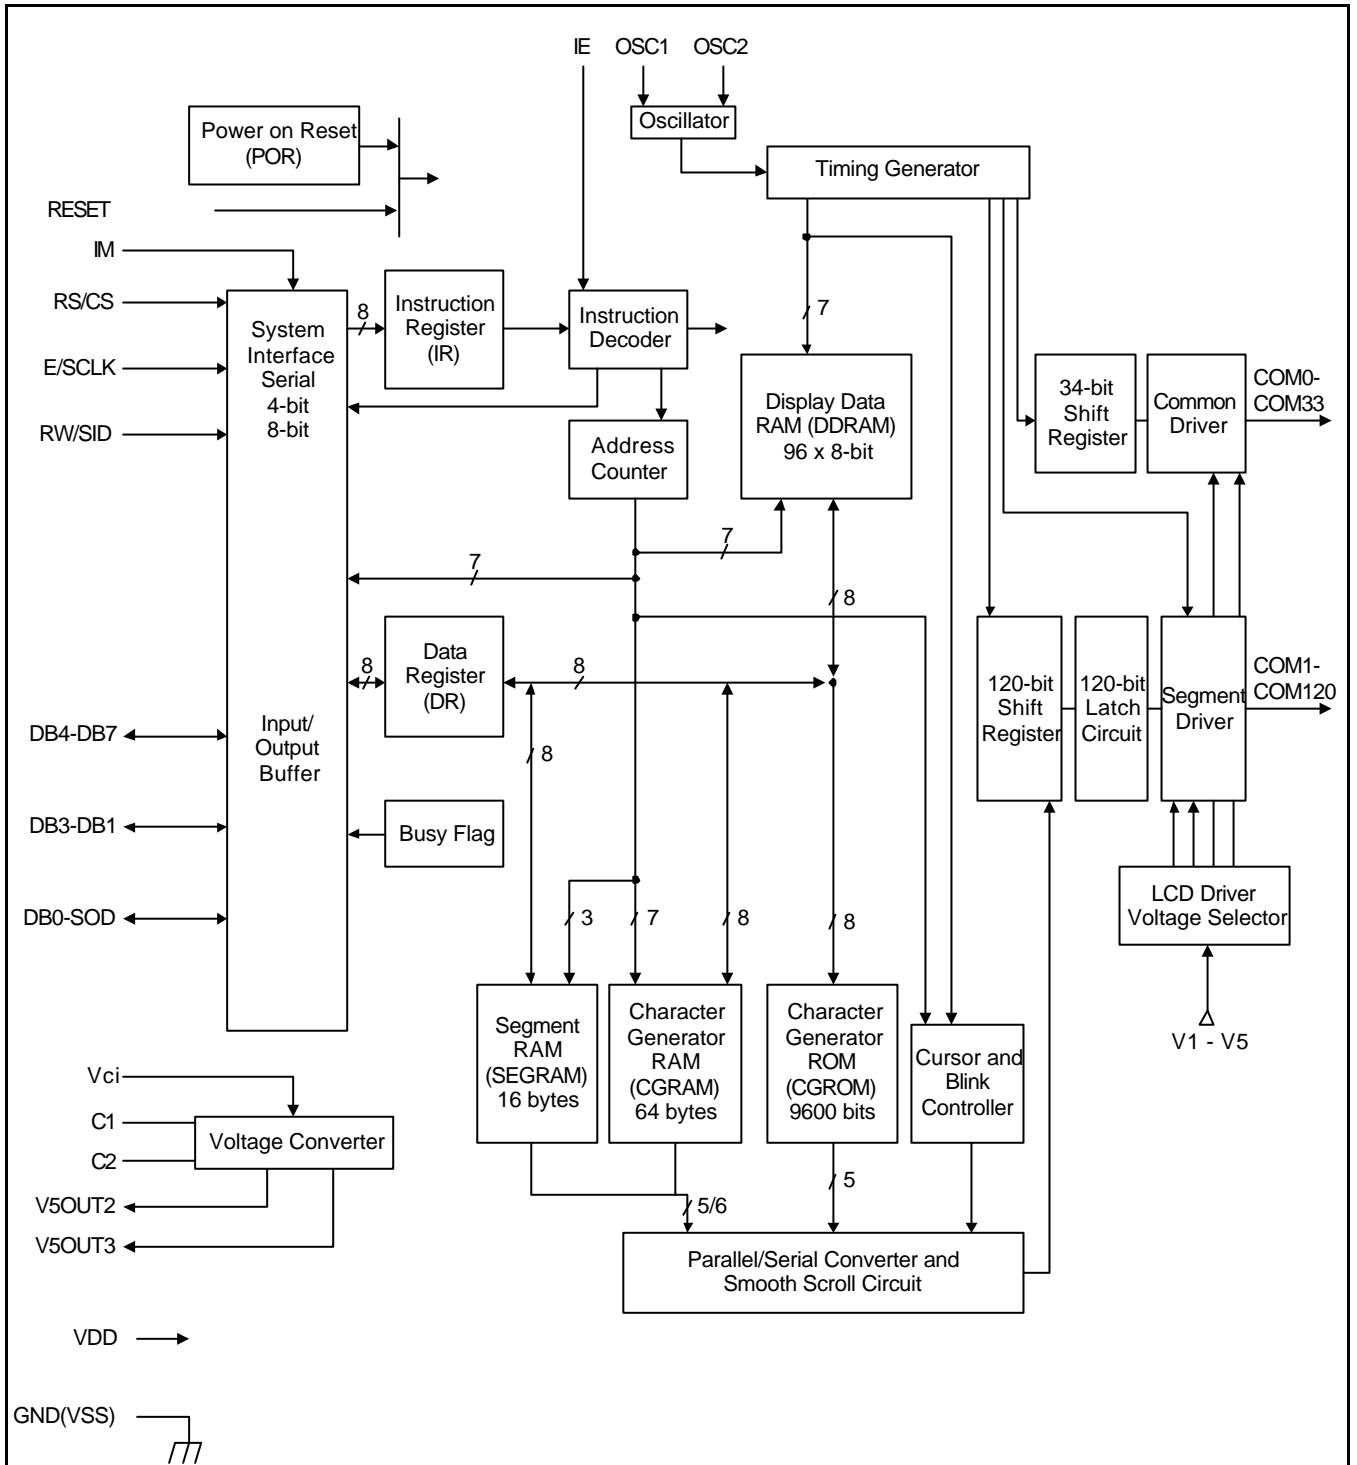 IE
OSC1
OSC2
Power on Reset
(POR)
Oscillator
Timing Generator
RESET
IM
RS/CS
E/SCLK
RW/SID
System
Interface
Serial
4-bit
8-bit
8
Instruction
Register
(IR)
Instruction
Decoder
7
Display Data
RAM (DDRAM)
96 x 8-bit
34-bit
Shift
Register
Common
Driver
COM0-
COM33
Address
Counter
7
7
8
Data
Register
(DR)
8
8
120-bit
Shift
Register
120-bit
Latch
Circuit
Segment
Driver
COM1-
COM120
DB4-DB7
Input/
Output
Buffer
8
DB3-DB1
Busy Flag
DB0-SOD
3
7
8
8
LCD Driver
Voltage Selector
V1 - V5
Segment
RAM
(SEGRAM)
16 bytes
Character
Generator
RAM
(CGRAM)
64 bytes
Character
Generator
ROM
(CGROM)
9600 bits
Cursor and
Blink
Controller
Vci
C1
C2
Voltage Converter
V5OUT2
V5OUT3
5/6
5
Parallel/Serial Converter and
Smooth Scroll Circuit
VDD
GND(VSS)